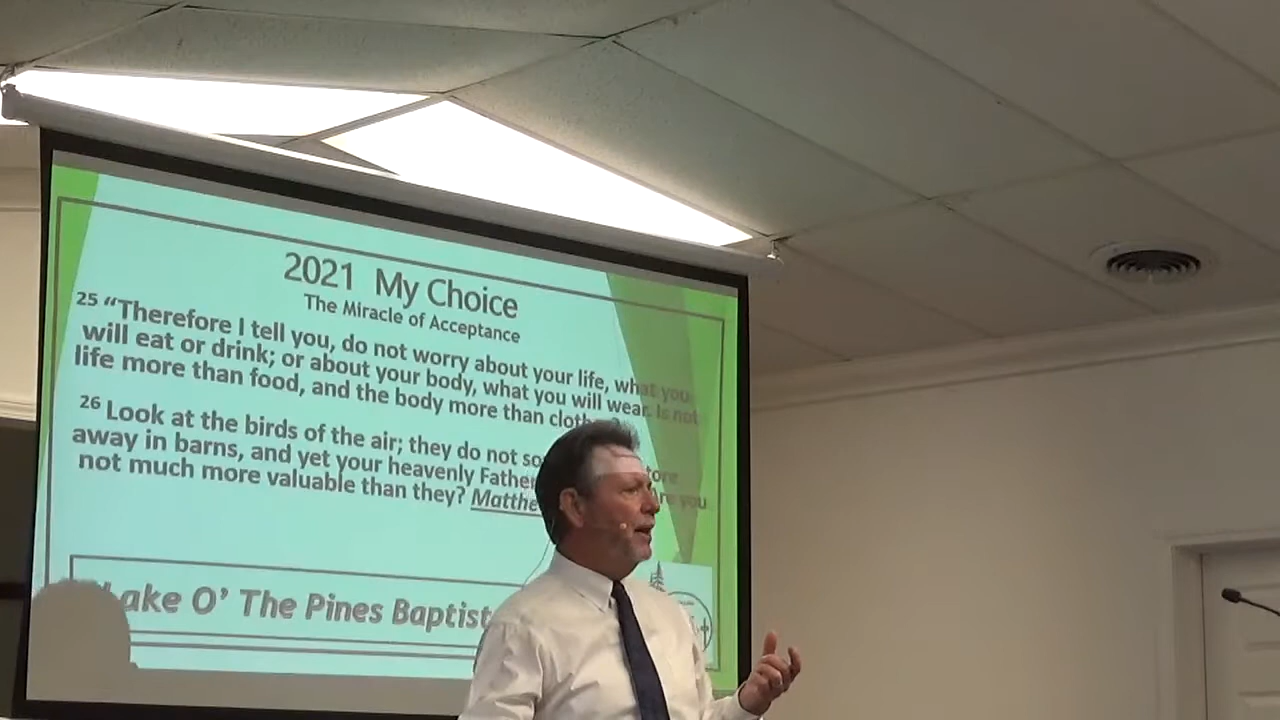 2021 My Choice
The Miracle of Acceptance
25 “Therefore I tell you, do not worry about your life, what you
will eat or drink; or about your body, what you will wear. Is not
life more than food, and the body more than
26 Look at the birds of the air; they do not
away in barns, and yet your heavenly you
not much more valuable than they?
O’ The Pines Baptist